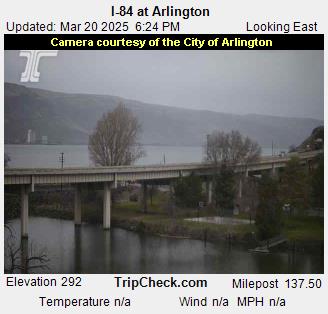 I-84 at Arlington
Updated: Mar 20 2025 6:24 PM Looking East
Camera courtesy of the City of Arlington
Elevation 292 TripCheck.com Milepost 137.50
Temperature n/a Wind n/a MPH n/a